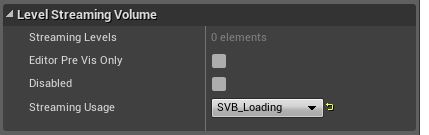 Level Streaming Volume
Streaming Levels 0 elements
Editor Pre Vis Only
Disabled
Streaming Usage SVB_Loading